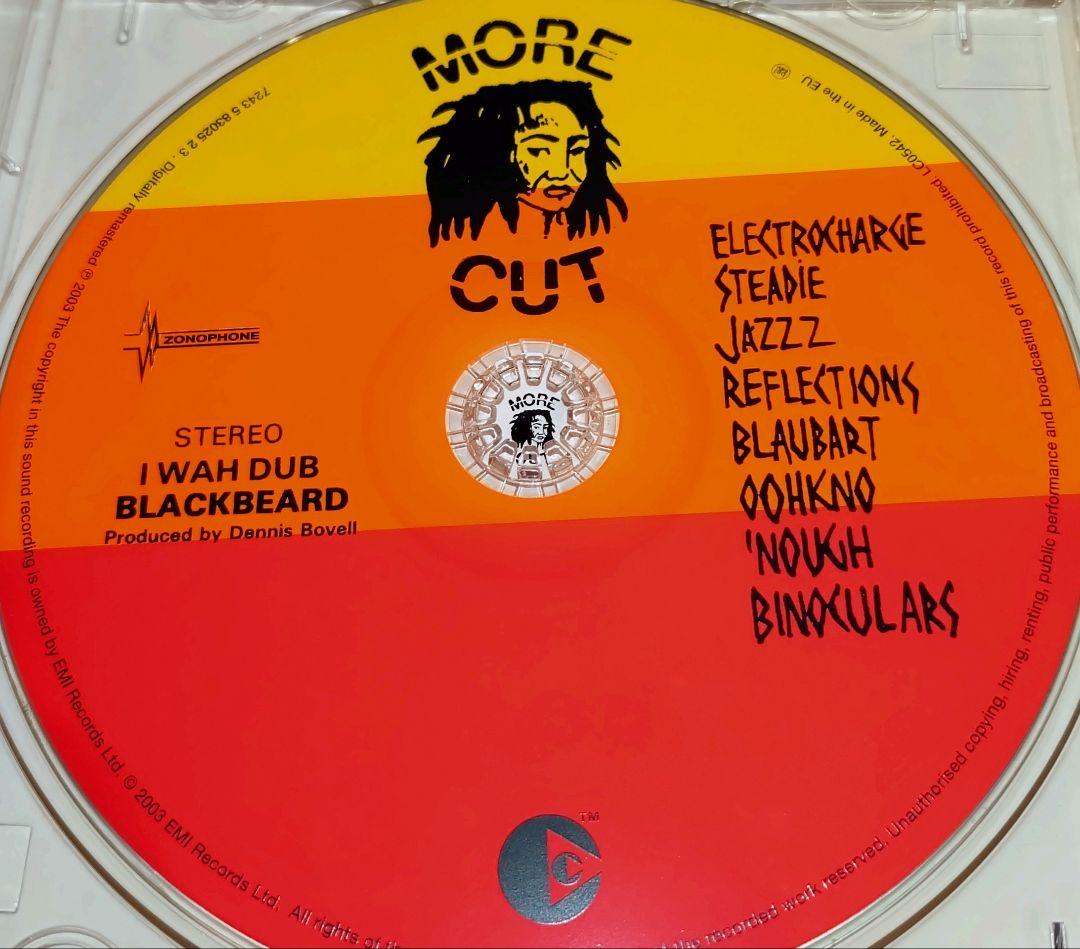 MORE
CUT
ELECTROCHARGE
STEADIE
JAZZZ
REFLECTIONS
BLAUBART
OOHKNO
'NOUGH
BINOCULARS
ZONOPHONE
STEREO
I WAH DUB
BLACKBEARD
Produced by Dennis Bovell
MORE
CUT
C
TM
7243 5 83025 2 3 . Digitally remastered ℗ 2003 The copyright in this sound recording is owned by EMI Records Ltd. © 2003 EMI Records Ltd. All rights of the
the recorded work reserved. Unauthorised copying, hiring, renting, public performance and broadcasting of this record prohibited. LC0542. Made in the EU.